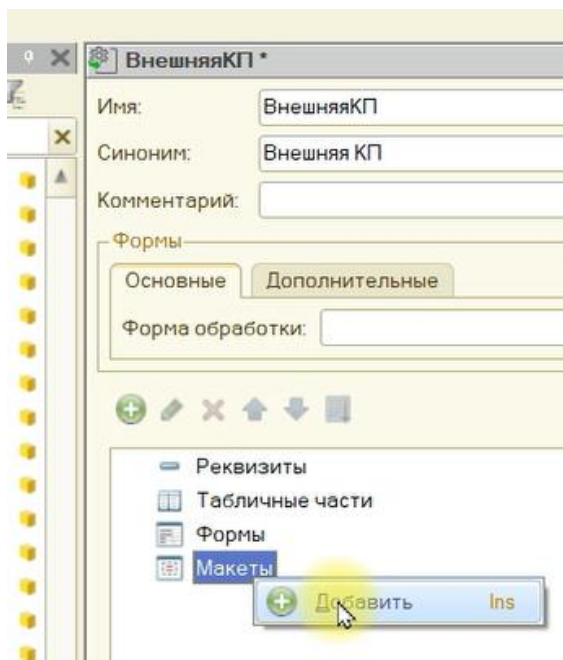 ВнешняяКП *
Имя: ВнешняяКП
Синоним: Внешняя КП
Комментарий:
Формы
Основные Дополнительные
Форма обработки:
Реквизиты
Табличные части
Формы
Макеты
Добавить Ins